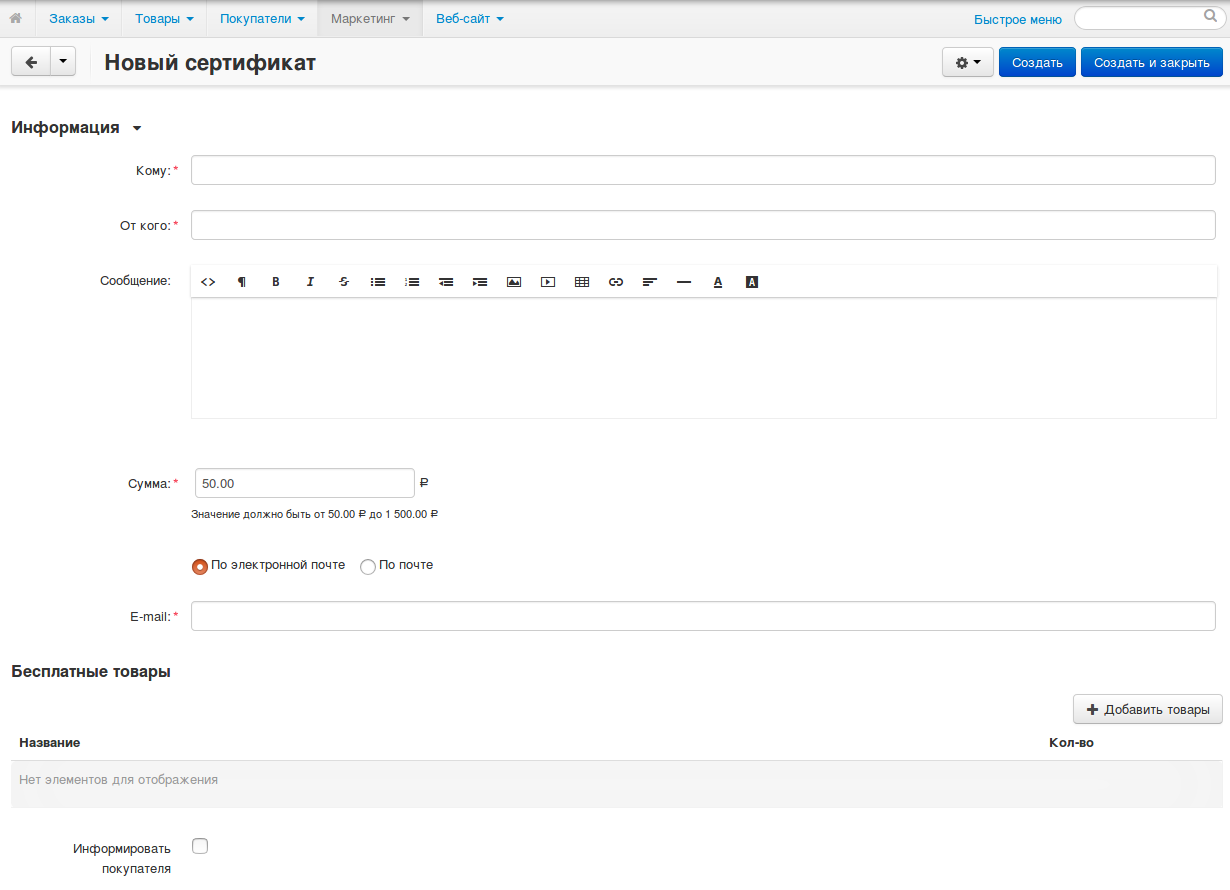 Заказы Товары Покупатели Маркетинг Веб-сайт Быстрое меню
Новый сертификат Создать Создать и закрыть
Информация
Кому:*
От кого:*
Сообщение:
Сумма:* 50.00 ₽
Значение должно быть от 50.00 ₽ до 1 500.00 ₽
По электронной почте По почте
E-mail:*
Бесплатные товары
Добавить товары
Название Кол-во
Нет элементов для отображения
Информировать
покупателя